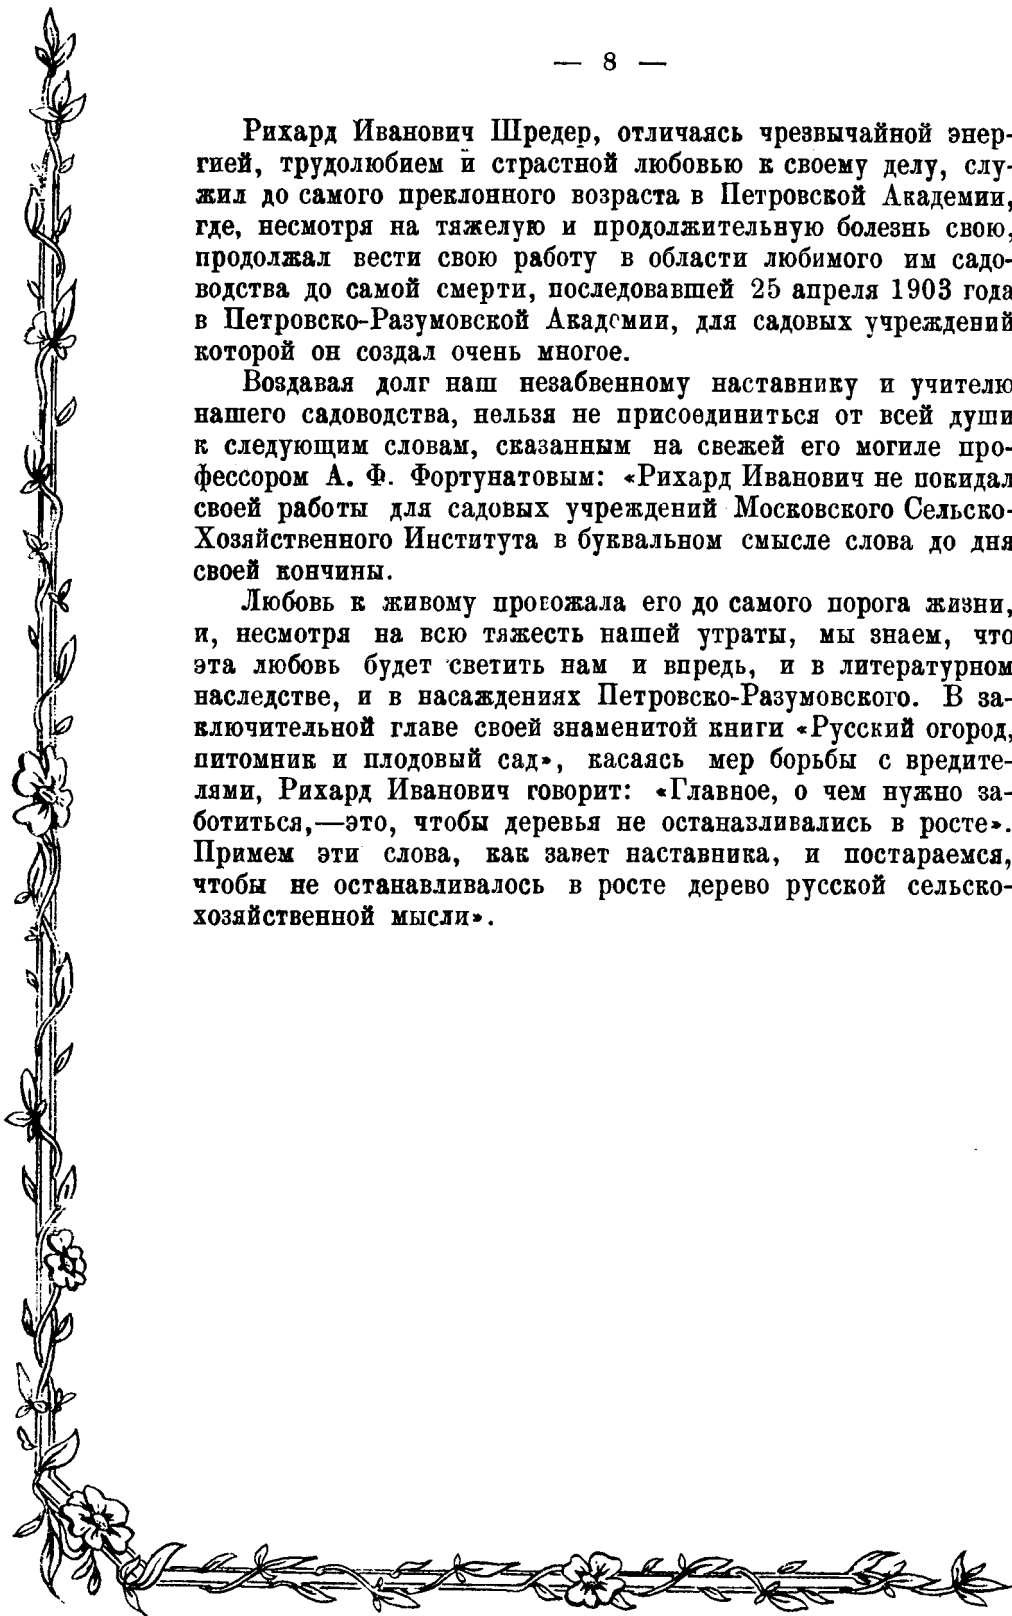 — 8 —
Рихард Иванович Шредер, отличаясь чрезвычайной энер-
гией, трудолюбием и страстной любовью к своему делу, слу-
жил до самого преклонного возраста в Петровской Академии,
где, несмотря на тяжелую и продолжительную болезнь свою,
продолжал вести свою работу в области любимого им садо-
водства до самой смерти, последовавшей 25 апреля 1903 года
в Петровско-Разумовской Академии, для садовых учреждений
которой он создал очень многое.
Воздавая долг наш незабвенному наставнику и учителю
нашего садоводства, нельзя не присоединиться от всей души
к следующим словам, сказанным на свежей его могиле про-
фессором А. Ф. Фортунатовым: «Рихард Иванович не покидал
своей работы для садовых учреждений Московского Сельско-
Хозяйственного Института в буквальном смысле слова до дня
своей кончины.
Любовь к живому провожала его до самого порога жизни,
и, несмотря на всю тяжесть нашей утраты, мы знаем, что
эта любовь будет светить нам и впредь, и в литературном
наследстве, и в насаждениях Петровско-Разумовского. В за-
ключительной главе своей знаменитой книги «Русский огород,
питомник и плодовый сад», касаясь мер борьбы с вредите-
лями, Рихард Иванович говорит: «Главное, о чем нужно за-
ботиться,—это, чтобы деревья не останазливались в росте».
Примем эти слова, как завет наставника, и постараемся,
чтобы не останавливалось в росте дерево русской сельско-
хозяйственной мысли».